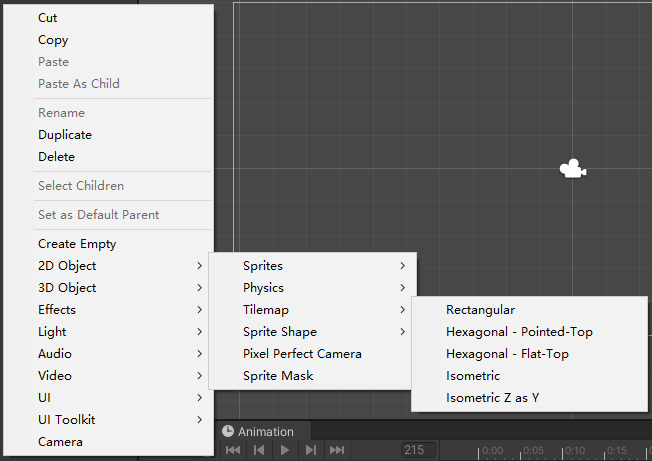 Cut
Copy
Paste
Paste As Child
Rename
Duplicate
Delete
Select Children
Set as Default Parent
Create Empty
2D Object
3D Object
Effects
Light
Audio
Video
UI
UI Toolkit
Camera
Sprites
Physics
Tilemap
Sprite Shape
Pixel Perfect Camera
Sprite Mask
Rectangular
Hexagonal - Pointed-Top
Hexagonal - Flat-Top
Isometric
Isometric Z as Y
Animation
215
0:00 0:05 0:10 0:15 0:20